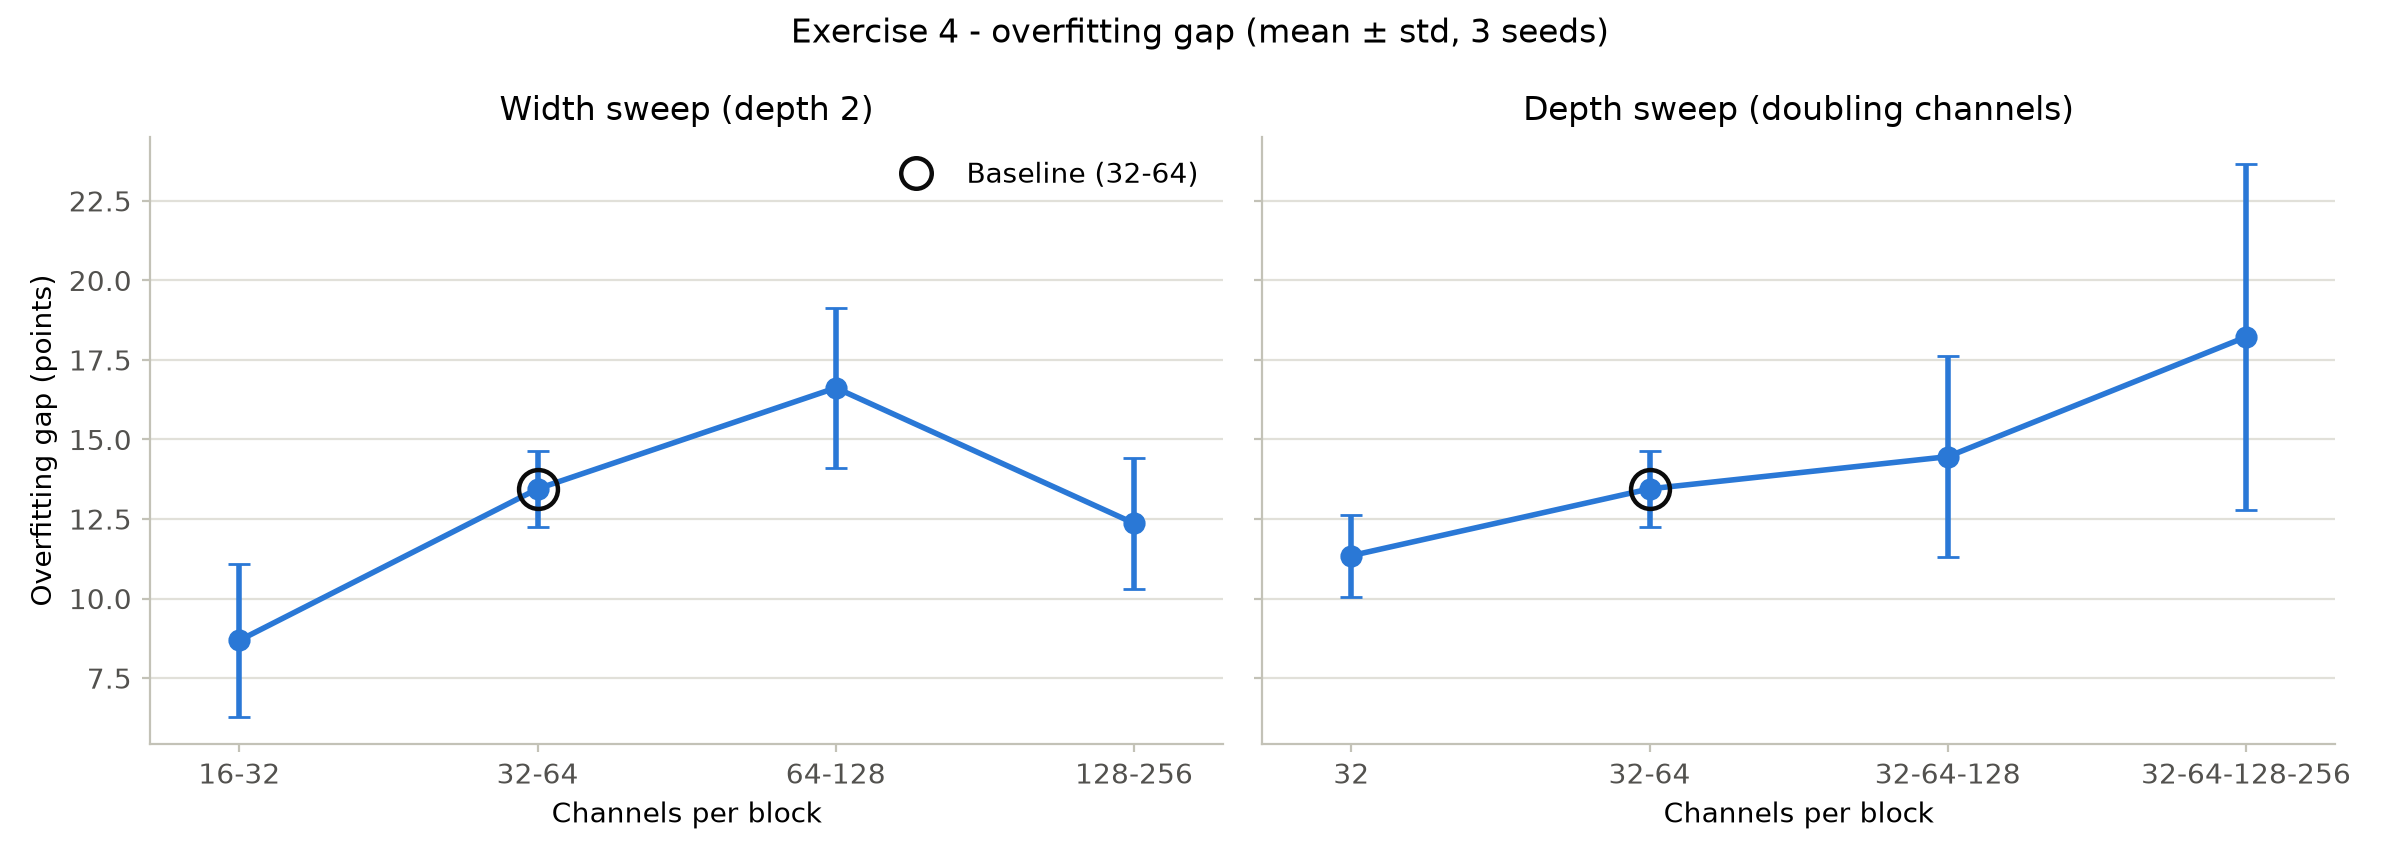 Exercise 4 - overfitting gap (mean ± std, 3 seeds)
Width sweep (depth 2)
Baseline (32-64)
Overfitting gap (points)
22.5
20.0
17.5
15.0
12.5
10.0
7.5
16-32 32-64 64-128 128-256
Channels per block
Depth sweep (doubling channels)
32 32-64 32-64-128 32-64-128-256
Channels per block